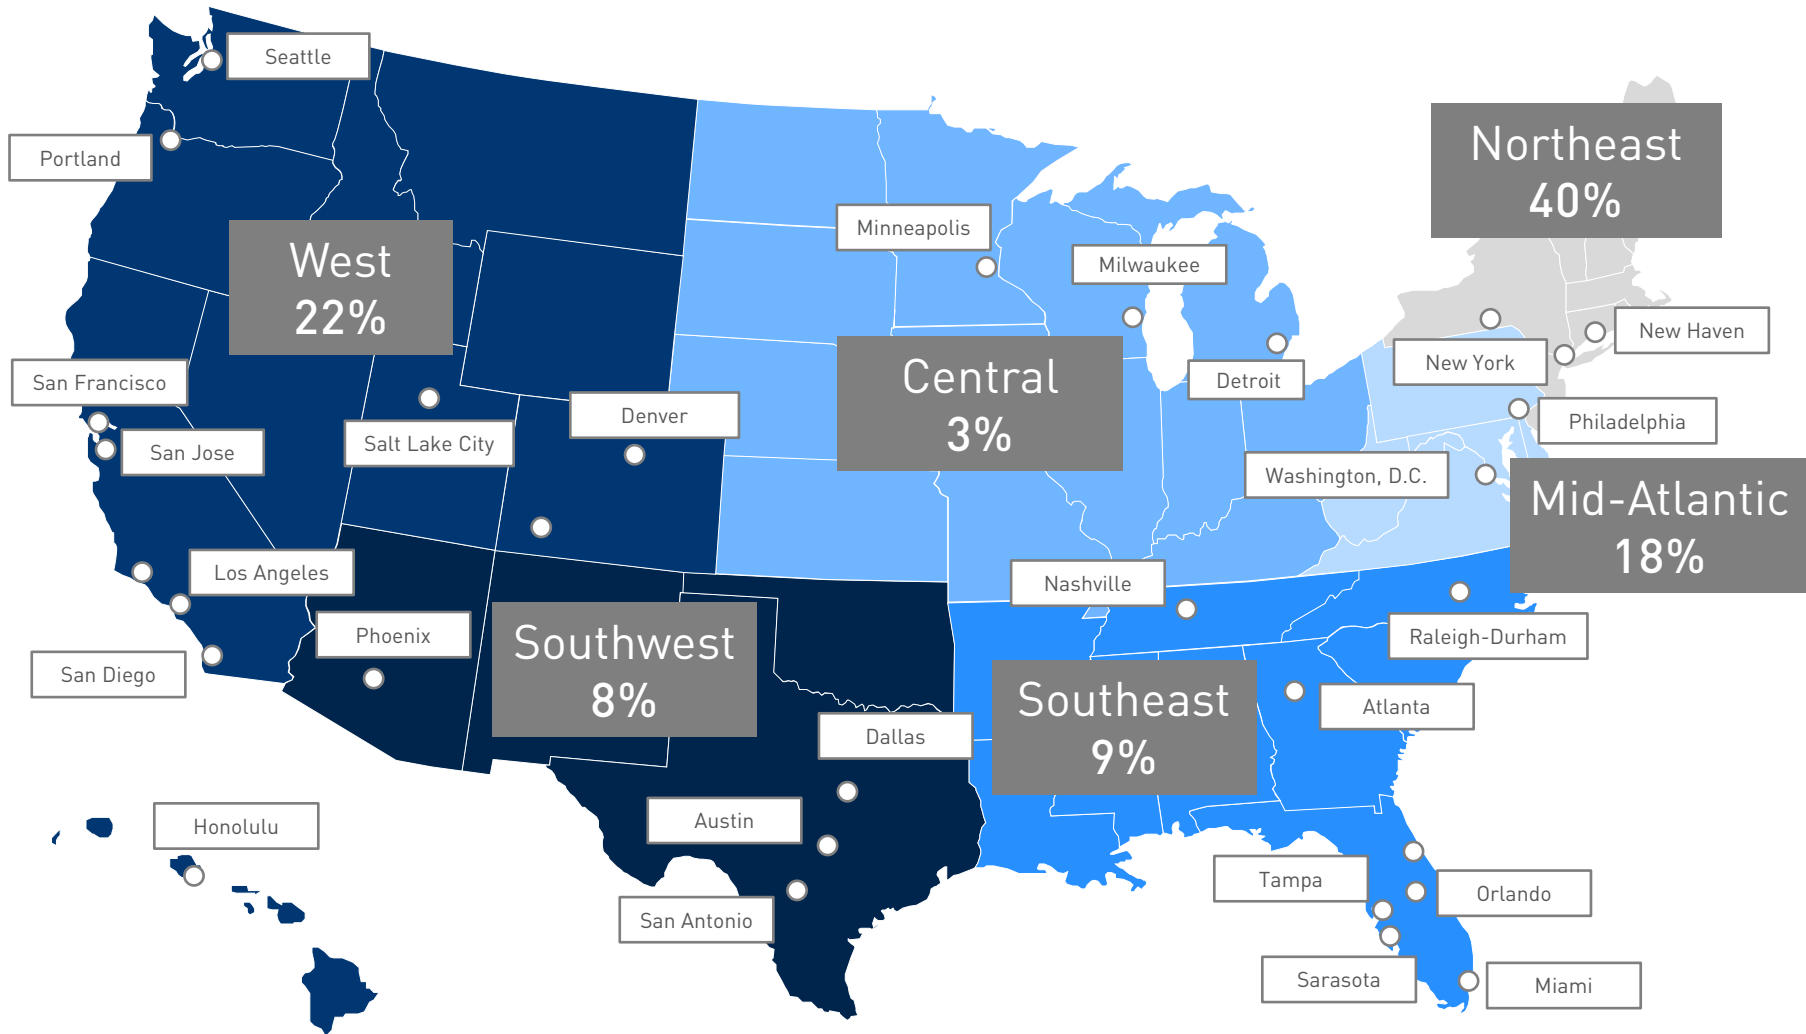 Seattle
Portland
Northeast
40%
West
22%
Minneapolis
Milwaukee
New Haven
New York
San Francisco
Central
3%
Detroit
Denver
Philadelphia
San Jose
Salt Lake City
Washington, D.C.
Mid-Atlantic
18%
Los Angeles
Nashville
Phoenix
Raleigh-Durham
San Diego
Southwest
8%
Southeast
9%
Atlanta
Dallas
Honolulu
Austin
Tampa
Orlando
San Antonio
Sarasota
Miami